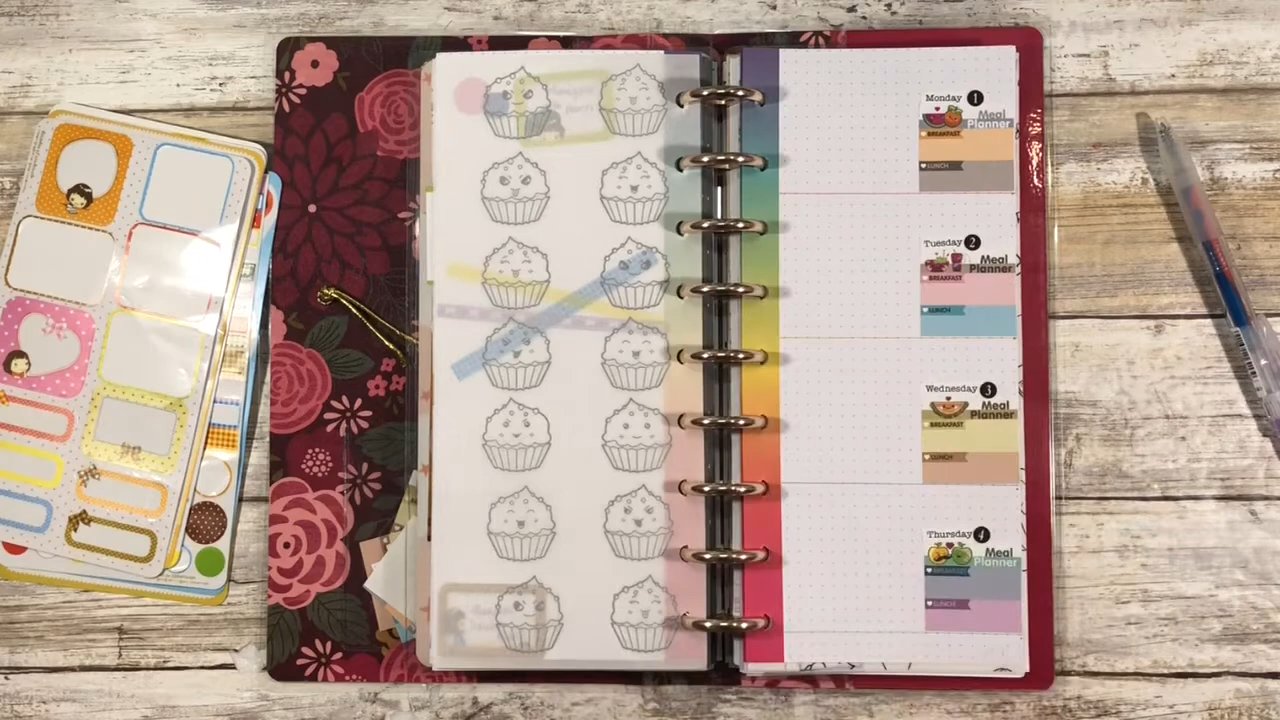 Monday 1
Meal
Planner
BREAKFAST
LUNCH
Tuesday 2
Meal
Planner
BREAKFAST
LUNCH
Wednesday 3
Meal
Planner
BREAKFAST
LUNCH
Thursday 4
Meal
Planner
BREAKFAST
LUNCH